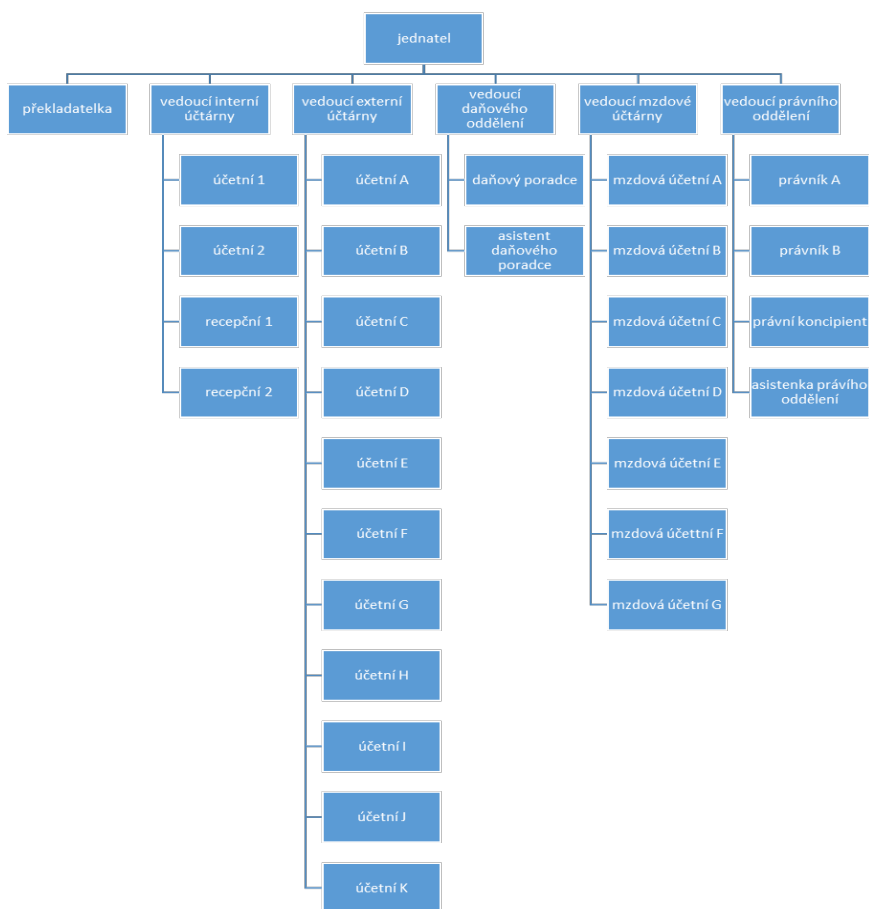 jednatel
překladatelka
vedoucí interní
účtárny
účetní 1
účetní 2
recepční 1
recepční 2
vedoucí externí
účtárny
účetní A
účetní B
účetní C
účetní D
účetní E
účetní F
účetní G
účetní H
účetní I
účetní J
účetní K
vedoucí
daňového
oddělení
daňový poradce
asistent
daňového
poradce
vedoucí mzdové
účtárny
mzdová účetní A
mzdová účetní B
mzdová účetní C
mzdová účetní D
mzdová účetní E
mzdová účettní F
mzdová účetní G
vedoucí právního
oddělení
právník A
právník B
právní koncipient
asistenka právího
oddělení